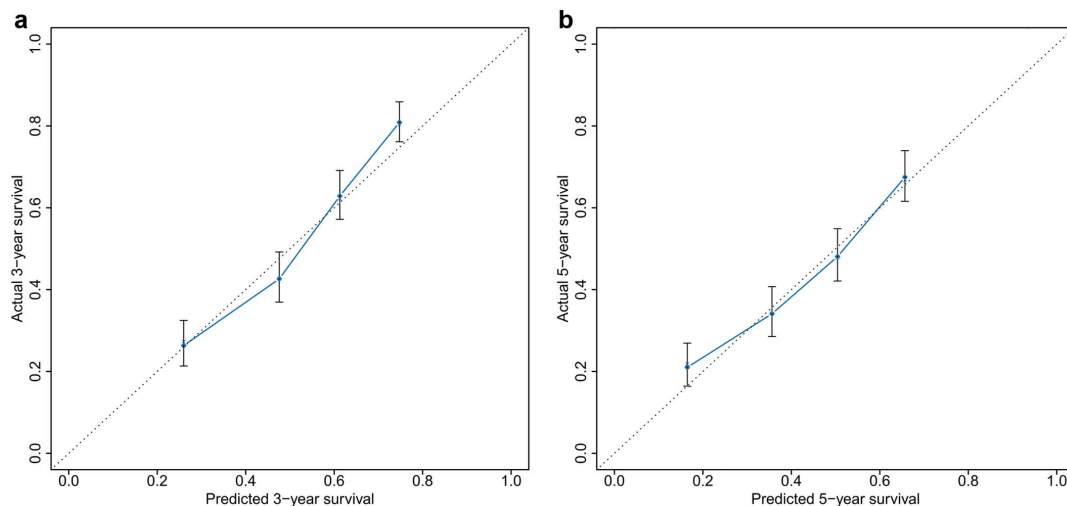 a
1.0
0.8
0.6
0.4
0.2
0.0
Actual 3−year survival
0.0 0.2 0.4 0.6 0.8 1.0
Predicted 3−year survival
b
1.0
0.8
0.6
0.4
0.2
0.0
Actual 5−year survival
0.0 0.2 0.4 0.6 0.8 1.0
Predicted 5−year survival